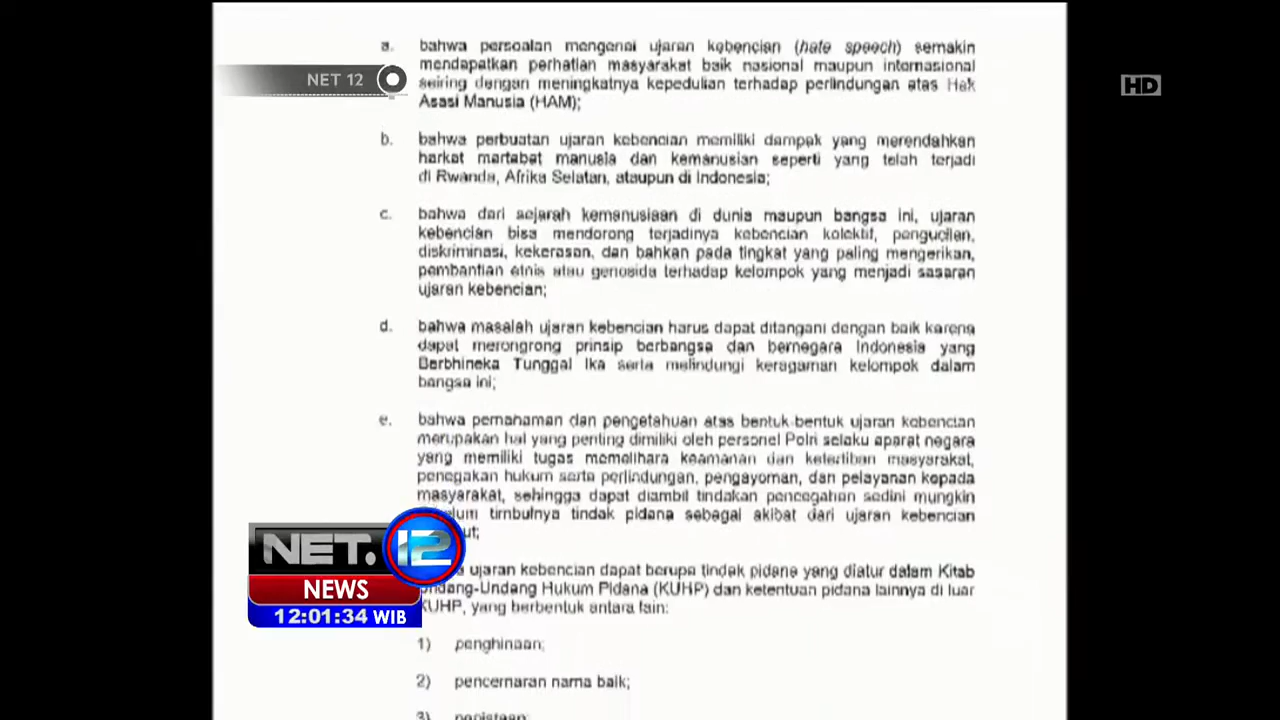 a. bahwa persoalan mengenai ujaran kebencian (hate speech) semakin
mendapatkan perhatian masyarakat baik nasional maupun internasional
NET 12
HD
seiring dengan meningkatnya kepedulian terhadap perlindungan atas Hak
Asasi Manusia (HAM);
b. bahwa perbuatan ujaran kebencian memiliki dampak yang merendahkan
harkat martabat manusia dan kemanusian seperti yang telah terjadi
di Rwanda, Afrika Selatan, ataupun di Indonesia;
c. bahwa dari sejarah kemanusiaan di dunia maupun bangsa ini, ujaran
kebencian bisa mendorong terjadinya kebencian kolektif, pengucilan,
diskriminasi, kekerasan, dan bahkan pada tingkat yang paling mengerikan,
pembantian etnis atau genosida terhadap kelompok yang menjadi sasaran
ujaran kebencian;
d. bahwa masalah ujaran kebencian harus dapat ditangani dengan baik karena
dapat merongrong prinsip berbangsa dan bernegara Indonesia yang
Berbhineka Tunggal Ika serta melindungi keragaman kelompok dalam
bangsa ini;
e. bahwa pemahaman dan pengetahuan atas bentuk-bentuk ujaran kebencian
merupakan hal yang penting dimiliki oleh personel Polri selaku aparat negara
yang memiliki tugas memelihara keamanan dan ketertiban masyarakat,
penegakan hukum serta perlindungan, pengayoman, dan pelayanan kepada
masyarakat, sehingga dapat diambil tindakan pencegahan sedini mungkin
timbulnya tindak pidana sebagai akibat dari ujaran kebencian
NET. 12
ujaran kebencian dapat berupa tindak pidana yang diatur dalam Kitab
NEWS
Undang-Undang Hukum Pidana (KUHP) dan ketentuan pidana lainnya di luar
KUHP, yang berbentuk antara lain:
12:01:34 WIB
1) penghinaan;
2) pencemaran nama baik;
3) penistaan;